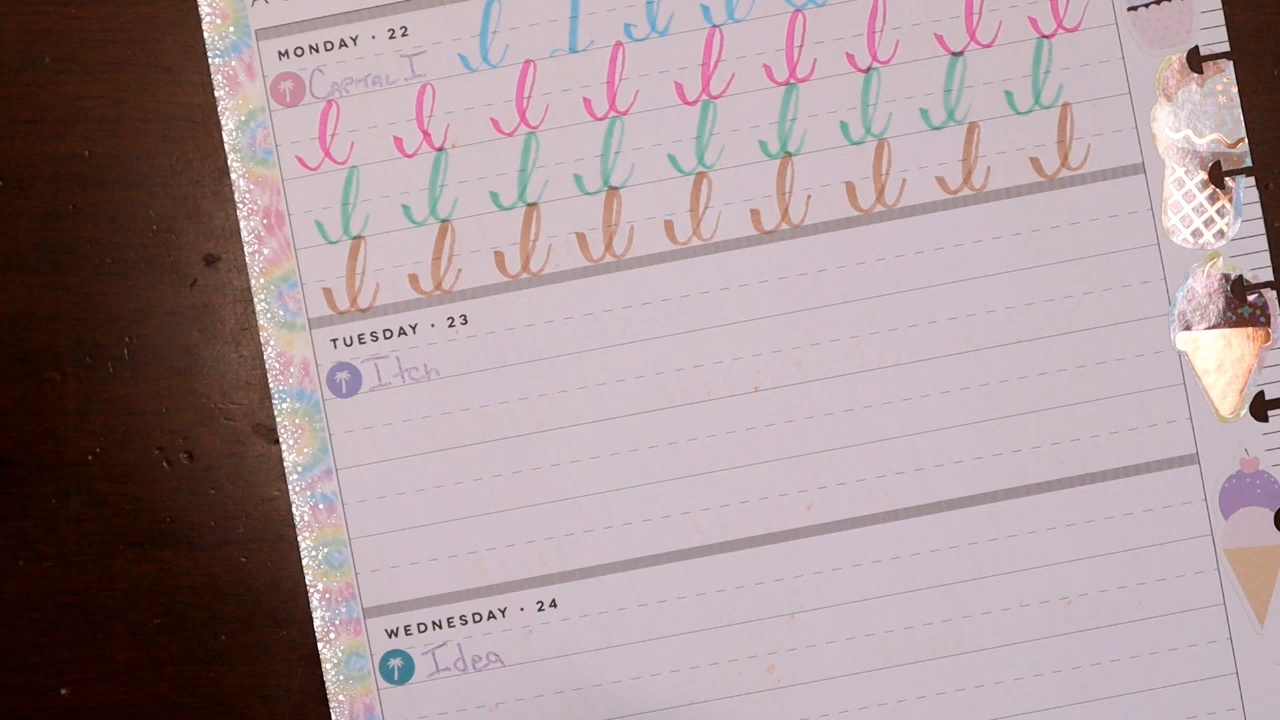 MONDAY · 22
I I I I I
CAPITAL I
I I I I I I I I I
I I I I I I I I I
I I I I I I I I I
TUESDAY · 23
Itch
WEDNESDAY · 24
Idea